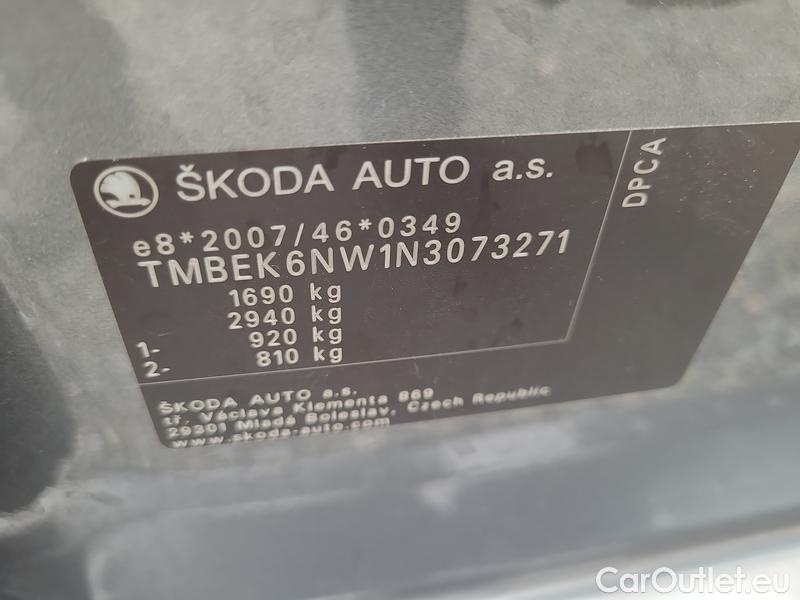 ŠKODA AUTO a.s.
DPCA
e8*2007/46*0349
TMBEK6NW1N3073271
1690 kg
2940 kg
1- 920 kg
2- 810 kg
ŠKODA AUTO a.s.
tř. Václava Klementa 869
29301 Mladá Boleslav, Czech Republic
www.skoda-auto.com
CarOutlet.eu